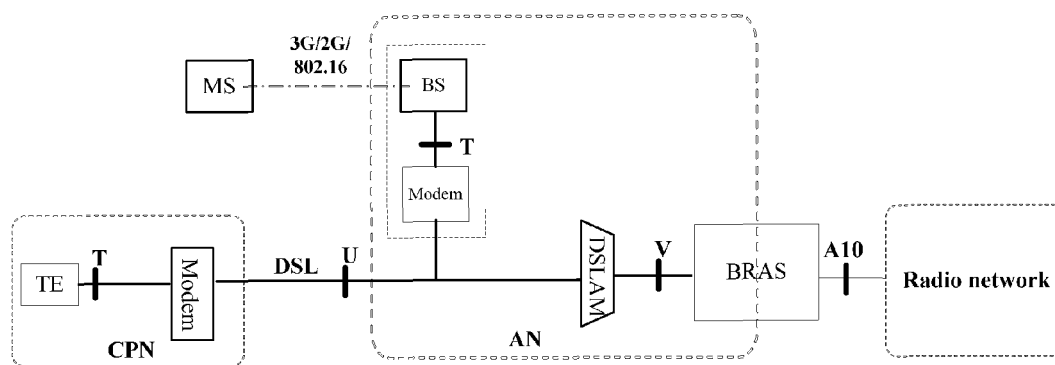 3G/2G/
802.16
MS
BS
T
Modem
TE
T
Modem
DSL
U
DSLAM
V
BRAS
A10
Radio network
CPN
AN